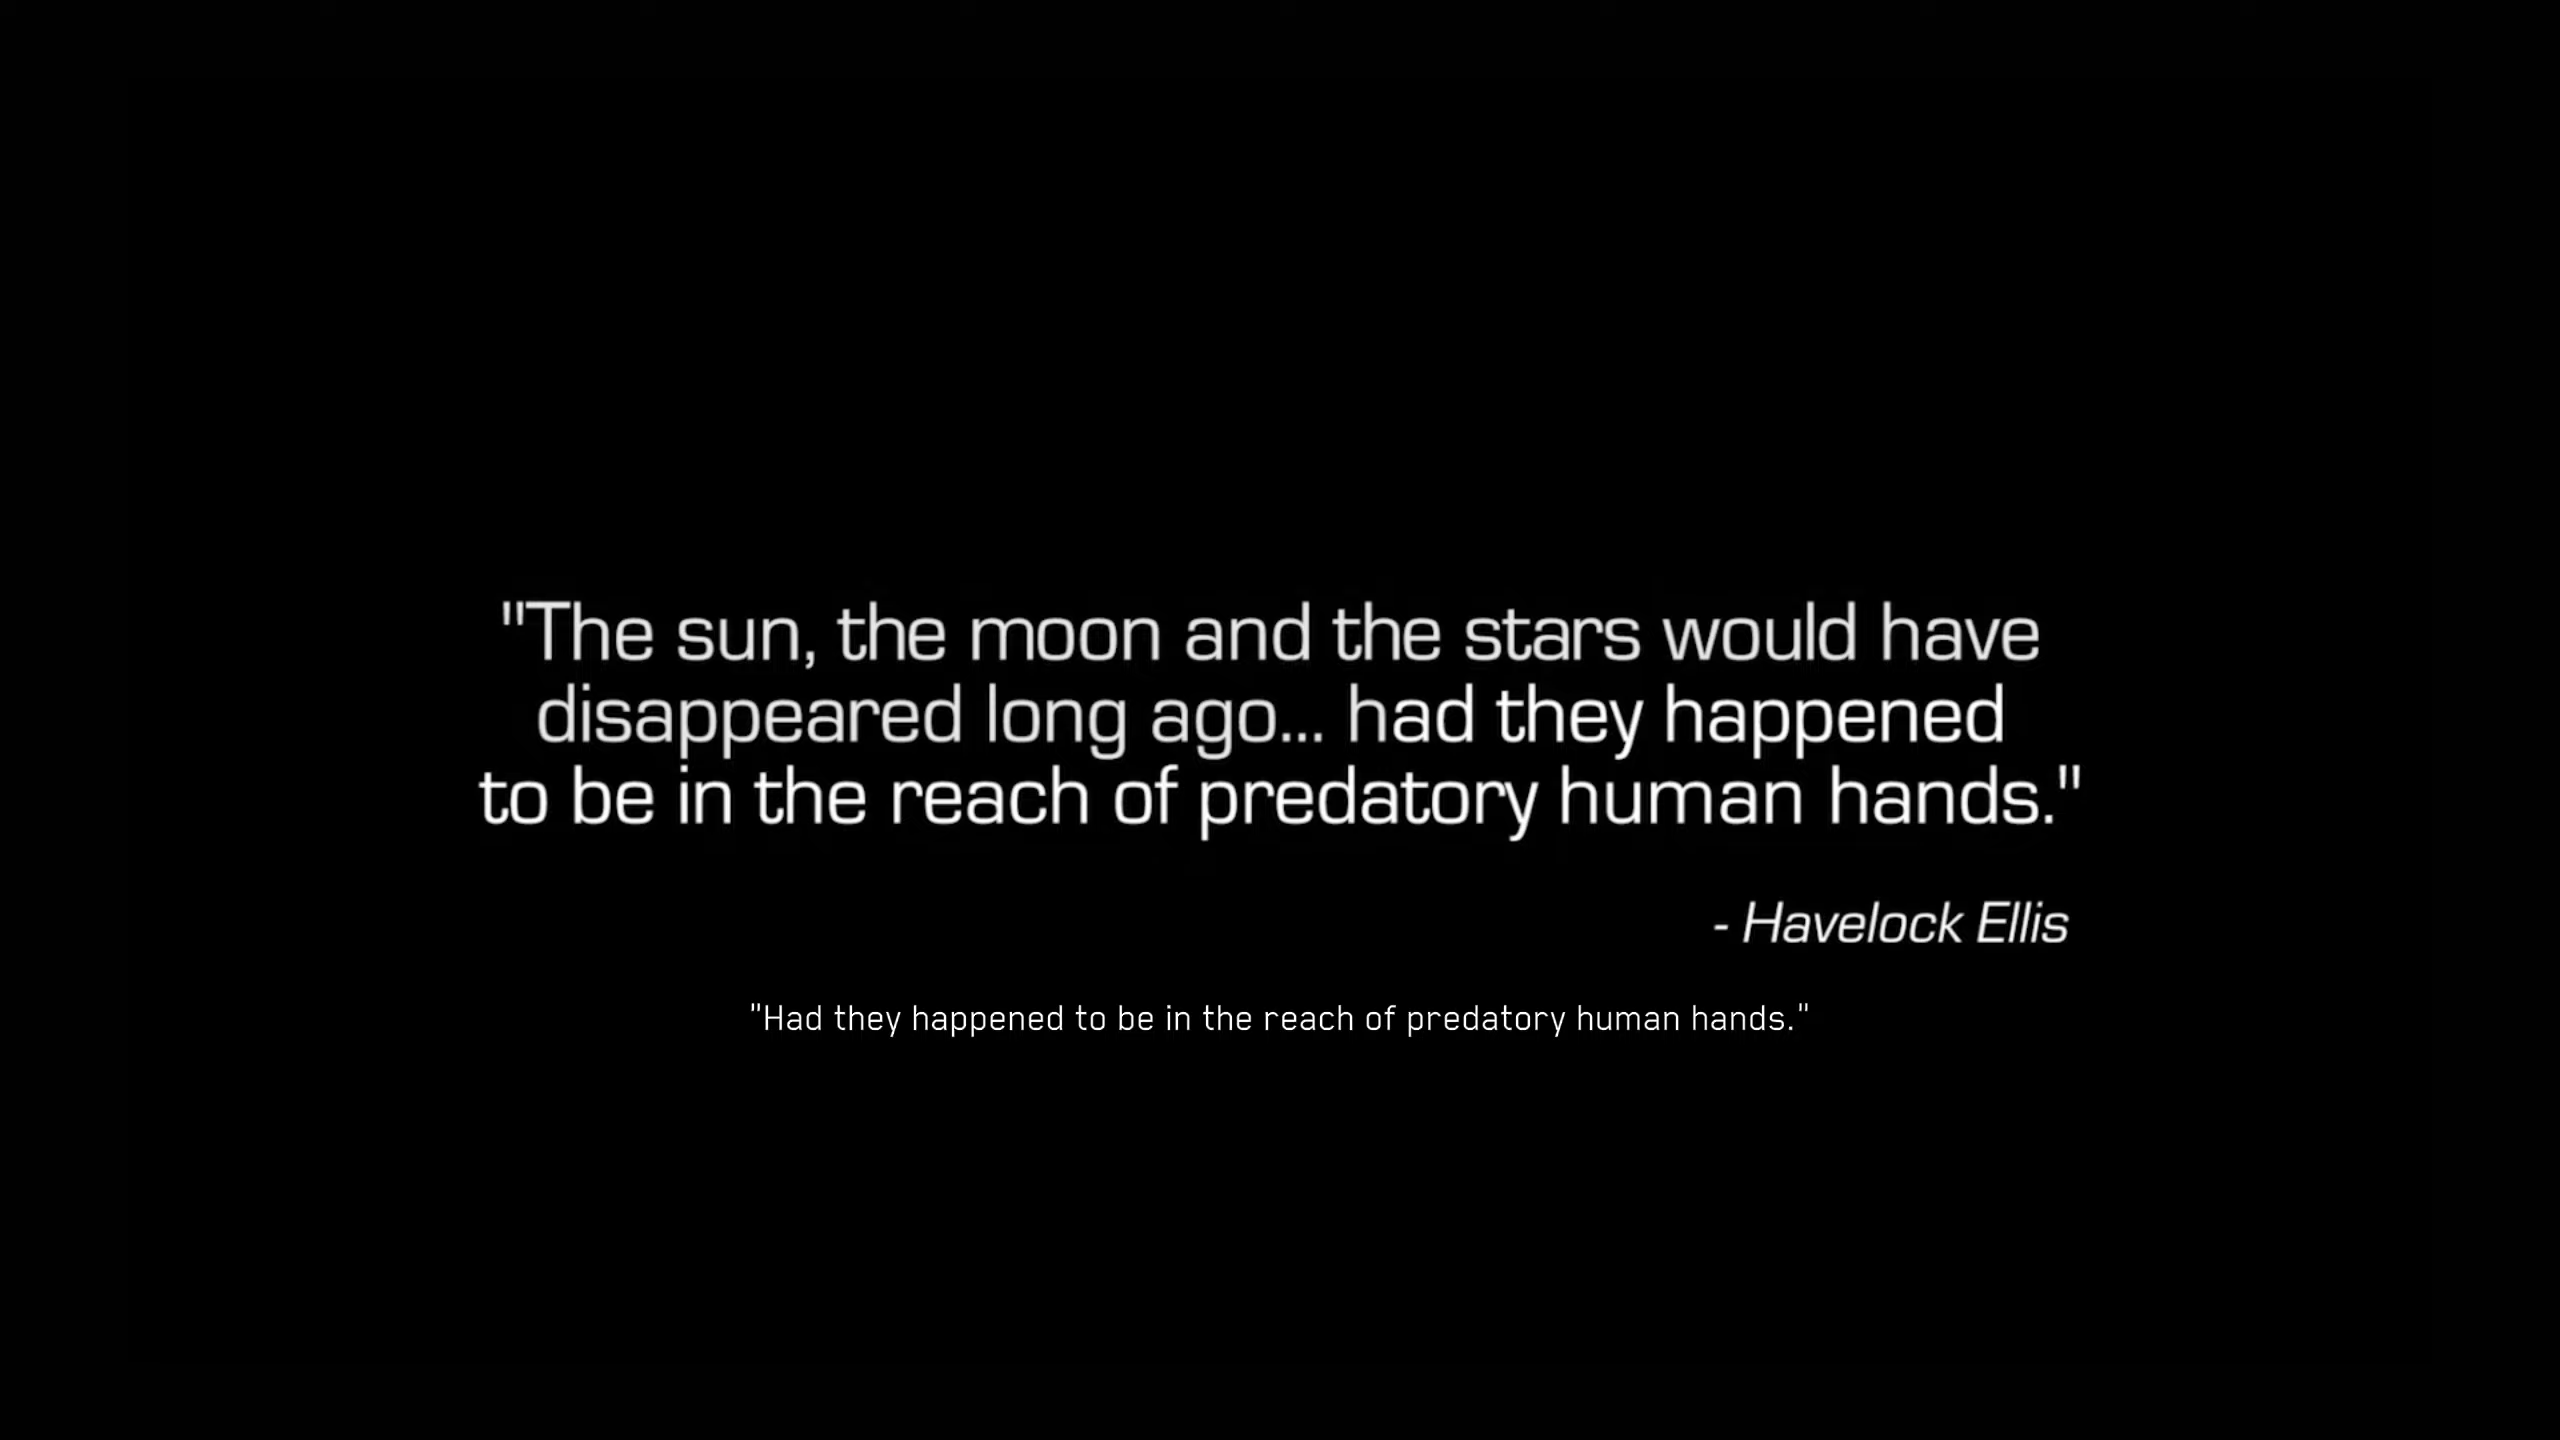 "The sun, the moon and the stars would have
disappeared long ago... had they happened
to be in the reach of predatory human hands."
- Havelock Ellis
"Had they happened to be in the reach of predatory human hands."